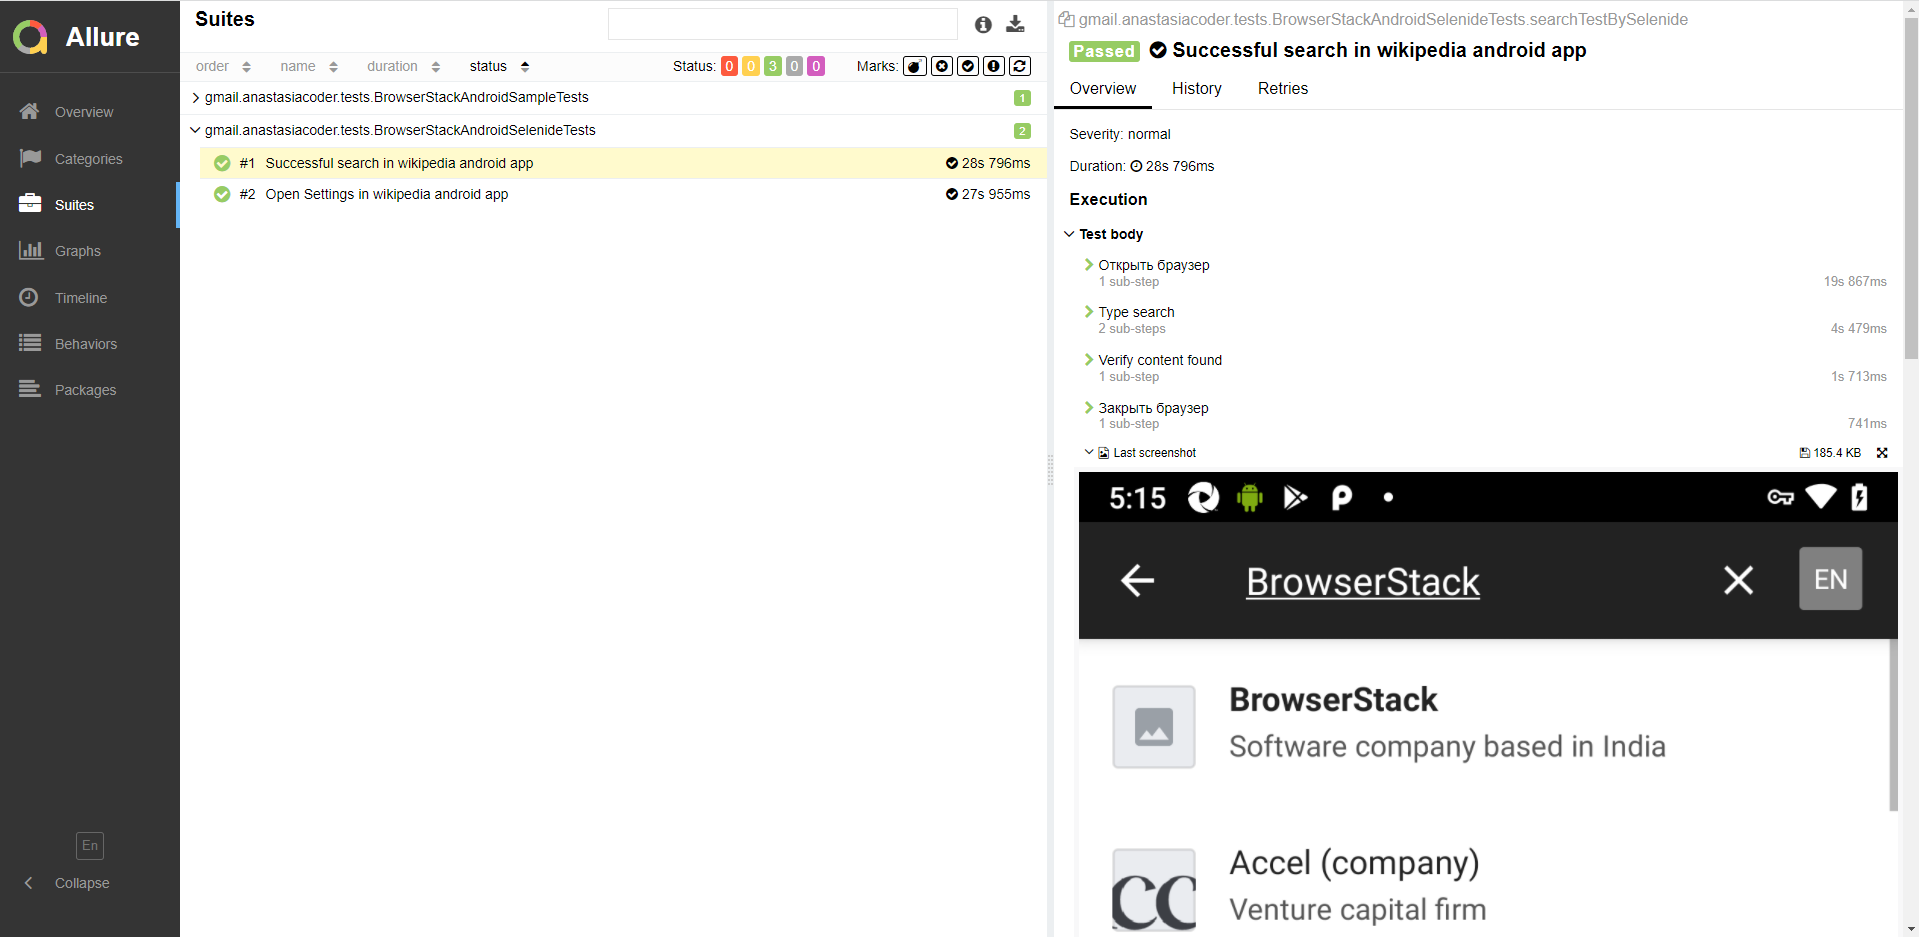 Allure
Overview
Categories
Suites
Graphs
Timeline
Behaviors
Packages
En
Collapse
Suites
order name duration status
Status: 0 0 3 0 0 Marks:
gmail.anastasiacoder.tests.BrowserStackAndroidSampleTests 1
gmail.anastasiacoder.tests.BrowserStackAndroidSelenideTests 2
#1 Successful search in wikipedia android app 28s 796ms
#2 Open Settings in wikipedia android app 27s 955ms
gmail.anastasiacoder.tests.BrowserStackAndroidSelenideTests.searchTestBySelenide
Passed Successful search in wikipedia android app
Overview History Retries
Severity: normal
Duration: 28s 796ms
Execution
Test body
Открыть браузер
1 sub-step 19s 867ms
Type search
2 sub-steps 4s 479ms
Verify content found
1 sub-step 1s 713ms
Закрыть браузер
1 sub-step 741ms
Last screenshot 185.4 KB
5:15
BrowserStack EN
BrowserStack
Software company based in India
Accel (company)
Venture capital firm